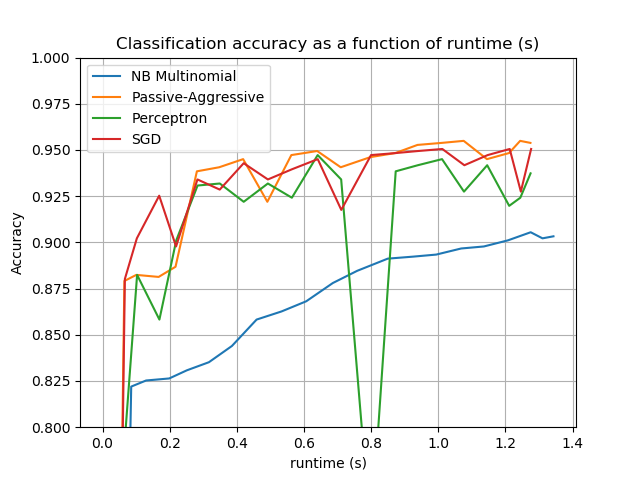 Classification accuracy as a function of runtime (s)
1.000
0.975
0.950
0.925
0.900
0.875
0.850
0.825
0.800
Accuracy
NB Multinomial
Passive-Aggressive
Perceptron
SGD
0.0 0.2 0.4 0.6 0.8 1.0 1.2 1.4
runtime (s)